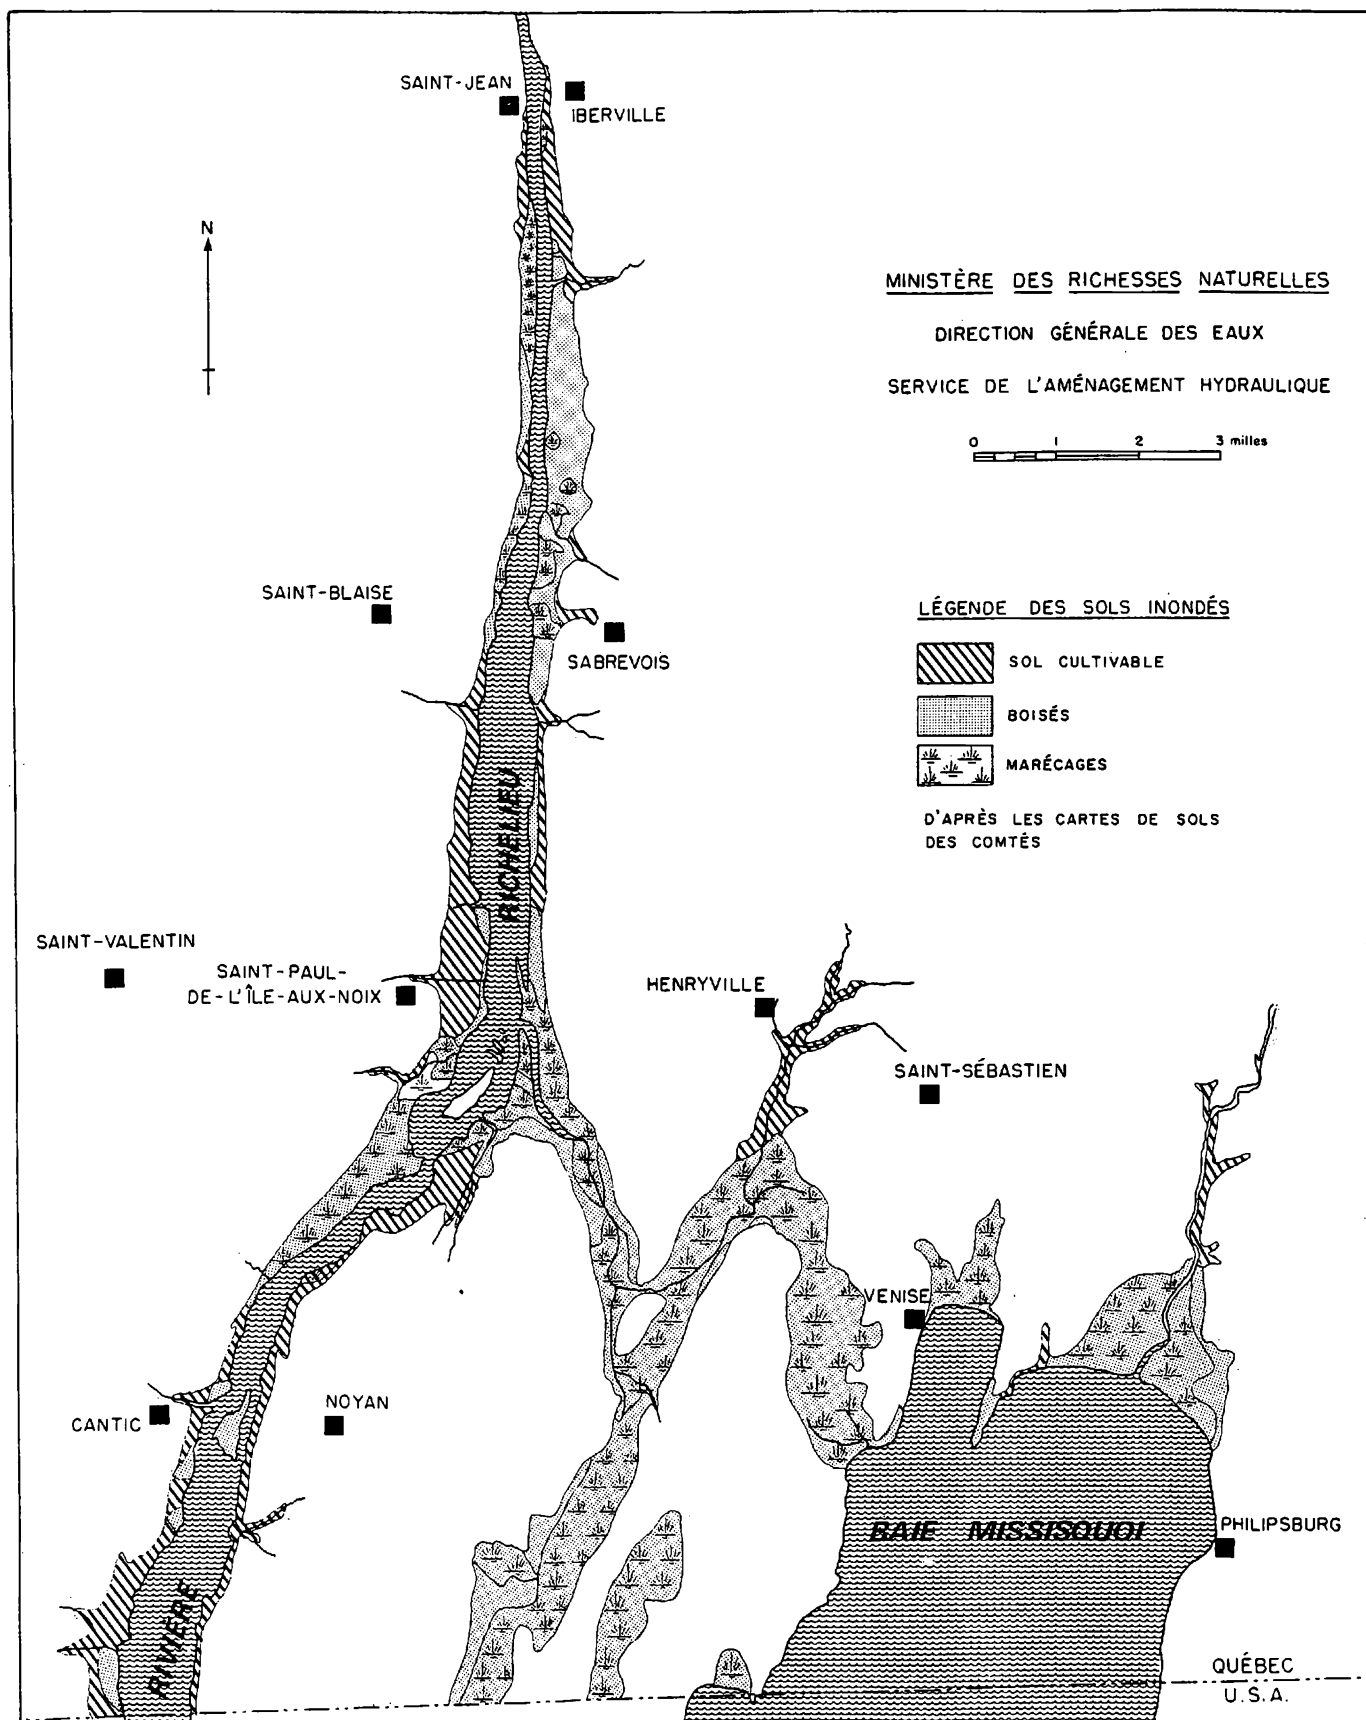 SAINT-JEAN
IBERVILLE
N
MINISTÈRE DES RICHESSES NATURELLES
DIRECTION GÉNÉRALE DES EAUX
SERVICE DE L'AMÉNAGEMENT HYDRAULIQUE
0 1 2 3 milles
SAINT-BLAISE
SABREVOIS
LÉGENDE DES SOLS INONDÉS
SOL CULTIVABLE
BOISÉS
MARÉCAGES
D'APRÈS LES CARTES DE SOLS
DES COMTÉS
RICHELIEU
SAINT-VALENTIN
SAINT-PAUL-
DE-L'ÎLE-AUX-NOIX
HENRYVILLE
SAINT-SÉBASTIEN
VENISE
CANTIC
NOYAN
BAIE MISSISQUOI
PHILIPSBURG
RIVIÈRE
QUÉBEC
U.S.A.